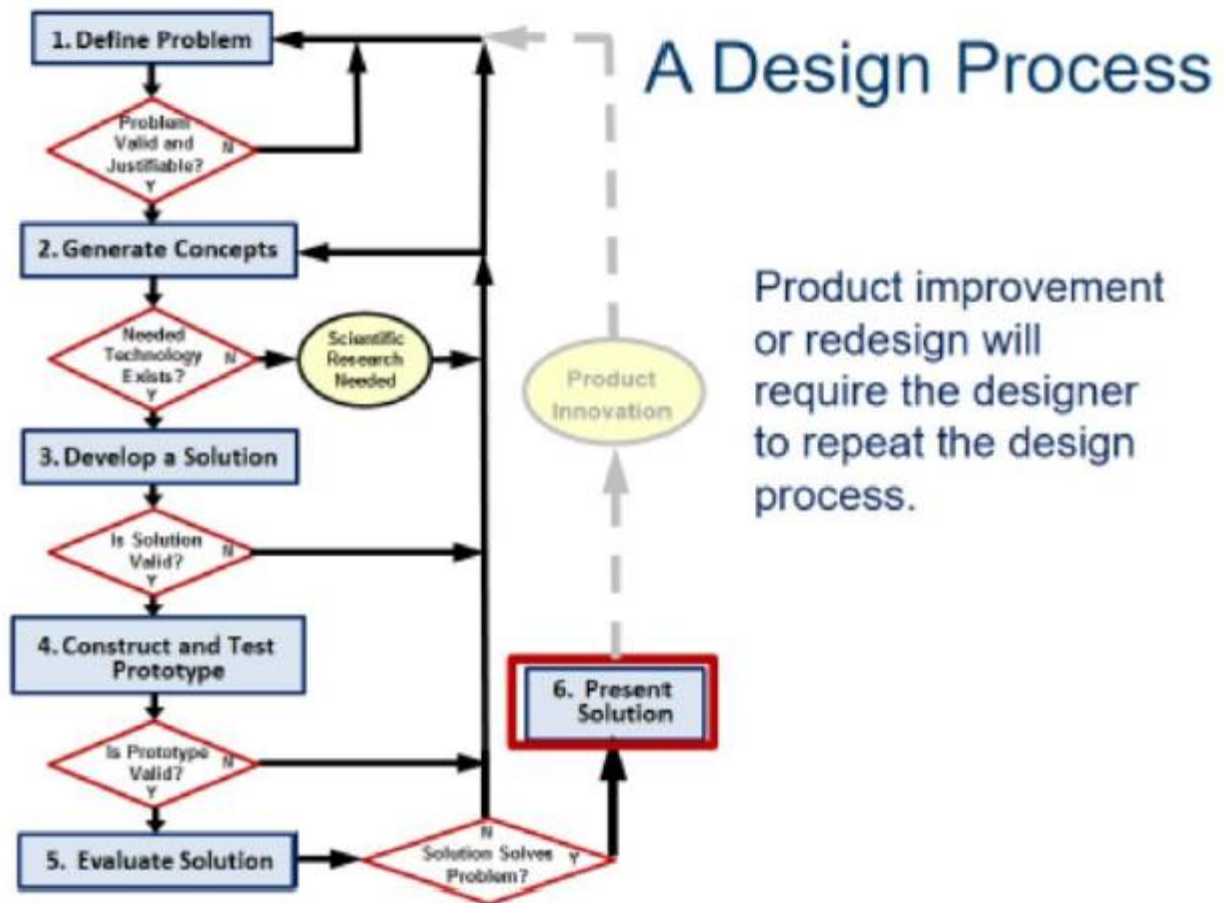 A Design Process
1. Define Problem
Problem
Valid and
Justifiable?
N
Y
2. Generate Concepts
Needed
Technology
Exists?
N
Y
Scientific
Research
Needed
3. Develop a Solution
Is Solution
Valid?
N
Y
4. Construct and Test
Prototype
Is Prototype
Valid?
N
Y
5. Evaluate Solution
N
Solution Solves
Problem?
Y
6. Present
Solution
Product
Innovation
Product improvement
or redesign will
require the designer
to repeat the design
process.